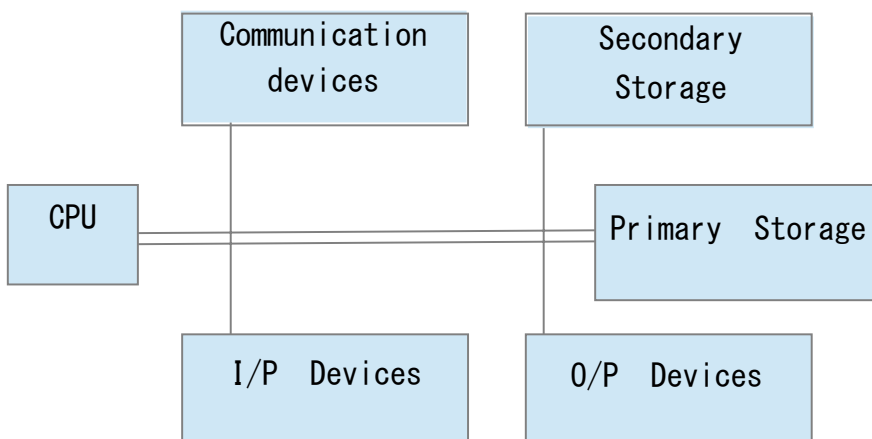 Communication
devices
Secondary
Storage
CPU
Primary Storage
I/P Devices
O/P Devices